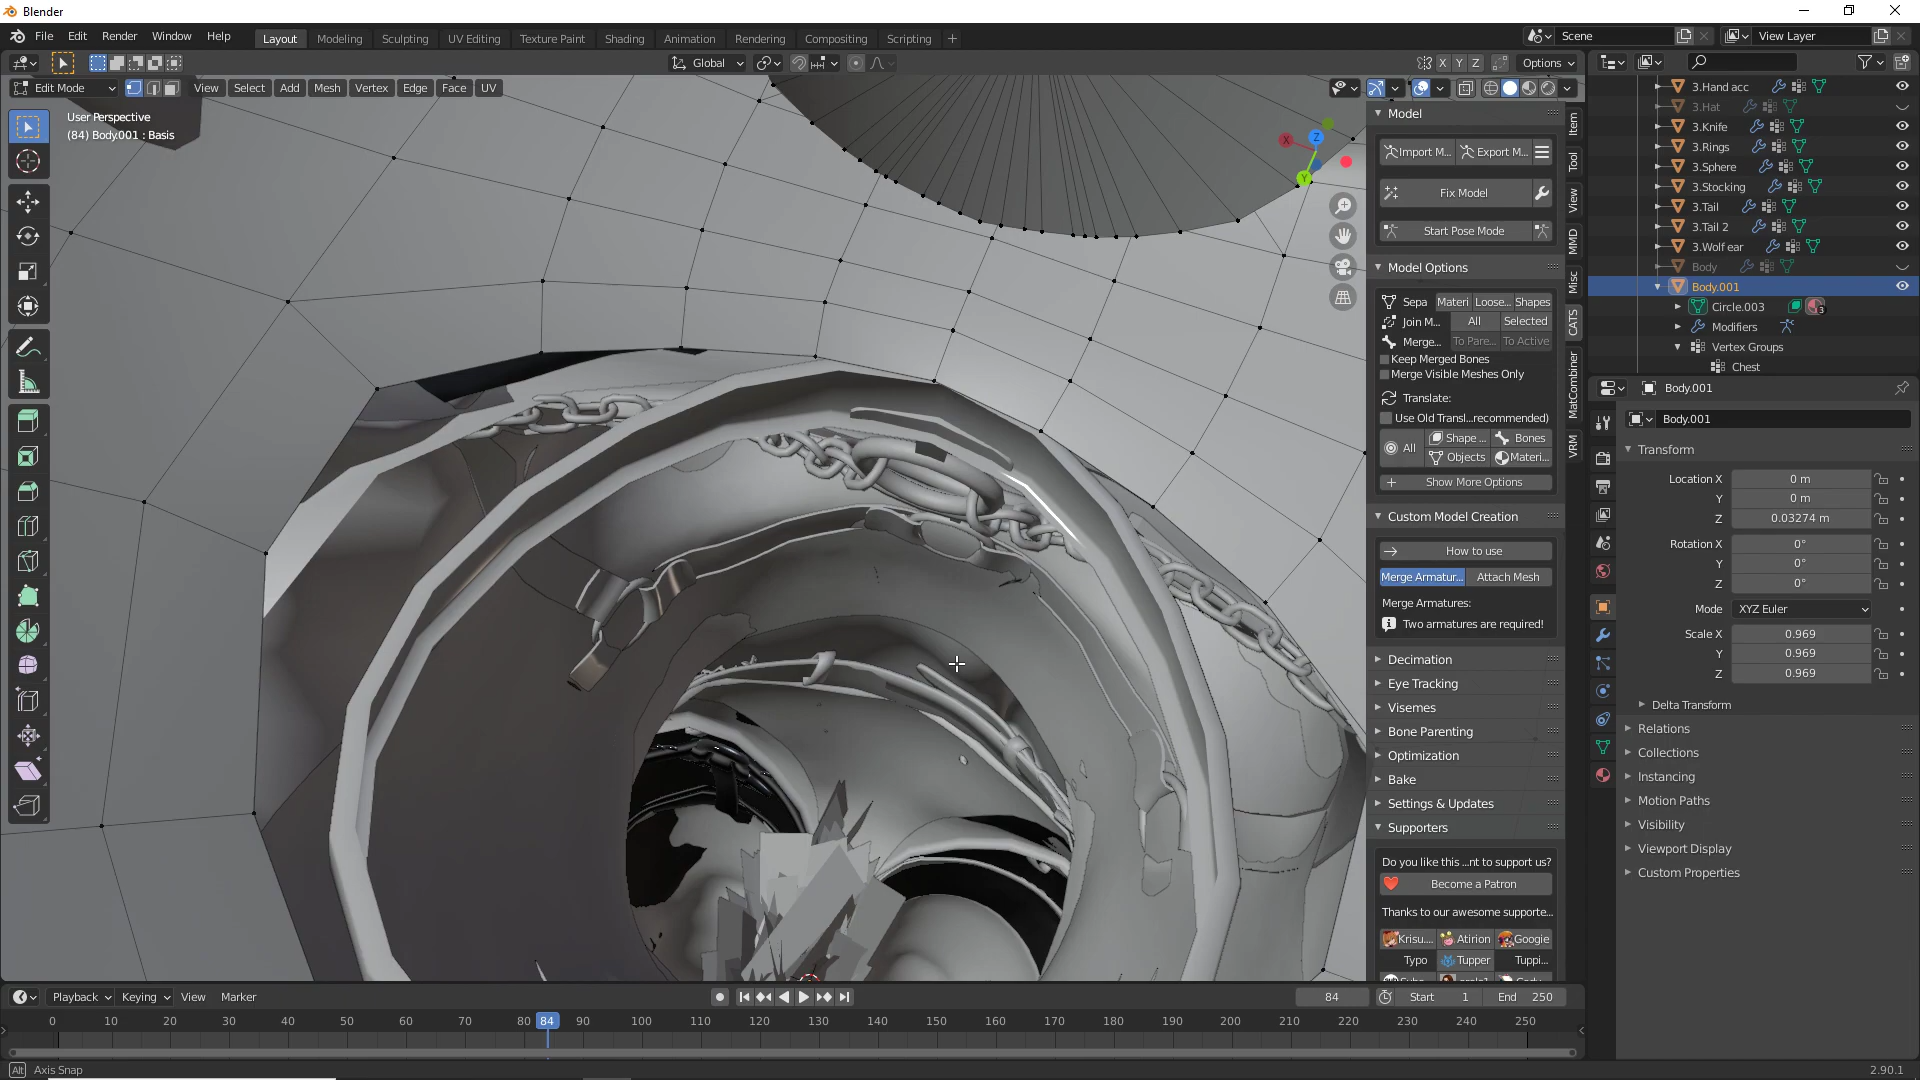 Blender
File Edit Render Window Help
Layout Modeling Sculpting UV Editing Texture Paint Shading Animation Rendering Compositing Scripting +
Scene
View Layer
Global
X Y Z Options
Edit Mode View Select Add Mesh Vertex Edge Face UV
User Perspective
(84) Body.001 : Basis
X
Z
Y
Model
Import M... Export M...
Fix Model
Start Pose Mode
Model Options
Sepa Materi Loose... Shapes
Join M... All Selected
Merge... To Pare... To Active
Keep Merged Bones
Merge Visible Meshes Only
Translate:
Use Old Transl...recommended)
All Shape ... Bones
Objects Materi...
Show More Options
Custom Model Creation
How to use
Merge Armatur... Attach Mesh
Merge Armatures:
Two armatures are required!
Decimation
Eye Tracking
Visemes
Bone Parenting
Optimization
Bake
Settings & Updates
Supporters
Do you like this ...nt to support us?
Become a Patron
Thanks to our awesome supporte...
Krisu.... Atirion Googie
Typo Tupper Tuppi...
Item
Tool
View
MMD
Misc
CATS
MatCombiner
VRM
3.Hand acc
3.Hat
3.Knife
3.Rings
3.Sphere
3.Stocking
3.Tail
3.Tail 2
3.Wolf ear
Body
Body.001
Circle.003 3
Modifiers
Vertex Groups
Chest
Body.001
Body.001
Transform
Location X 0 m
Y 0 m
Z 0.03274 m
Rotation X 0°
Y 0°
Z 0°
Mode XYZ Euler
Scale X 0.969
Y 0.969
Z 0.969
Delta Transform
Relations
Collections
Instancing
Motion Paths
Visibility
Viewport Display
Custom Properties
Playback Keying View Marker
84 Start 1 End 250
0 10 20 30 40 50 60 70 80 84 90 100 110 120 130 140 150 160 170 180 190 200 210 220 230 240 250
Alt Axis Snap
2.90.1